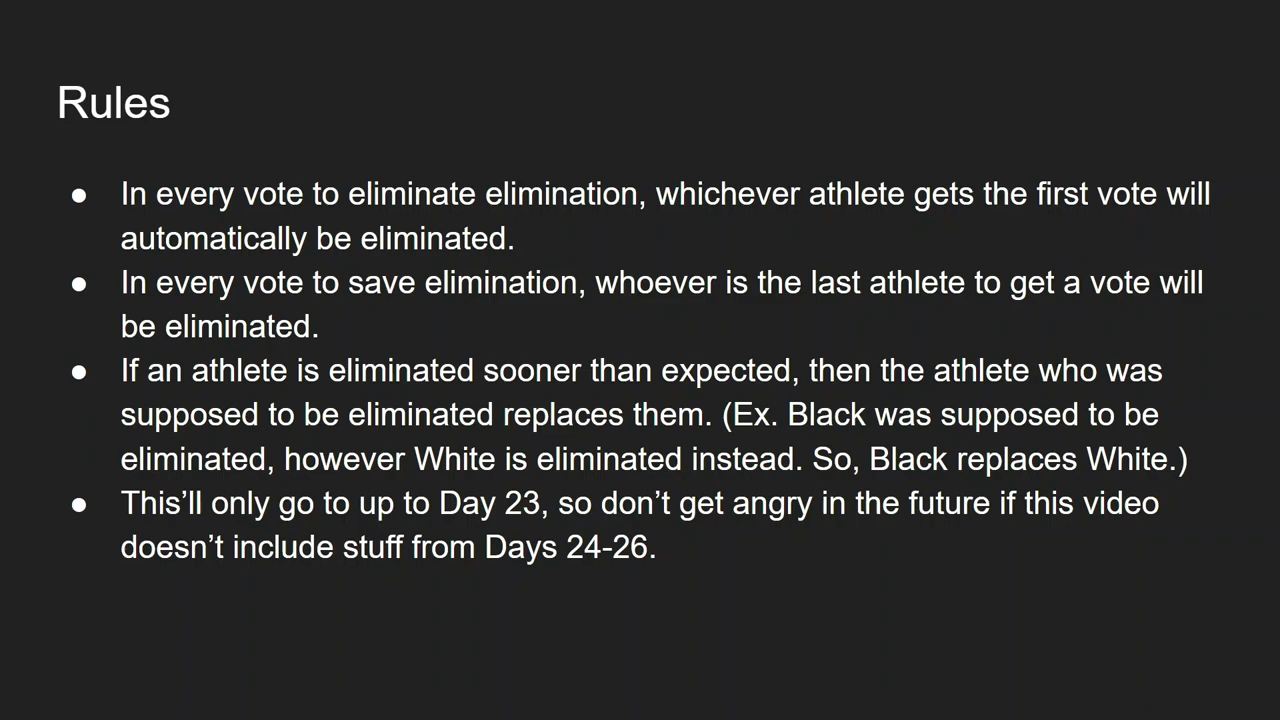 Rules
● In every vote to eliminate elimination, whichever athlete gets the first vote will
automatically be eliminated.
● In every vote to save elimination, whoever is the last athlete to get a vote will
be eliminated.
● If an athlete is eliminated sooner than expected, then the athlete who was
supposed to be eliminated replaces them. (Ex. Black was supposed to be
eliminated, however White is eliminated instead. So, Black replaces White.)
● This’ll only go to up to Day 23, so don’t get angry in the future if this video
doesn’t include stuff from Days 24-26.